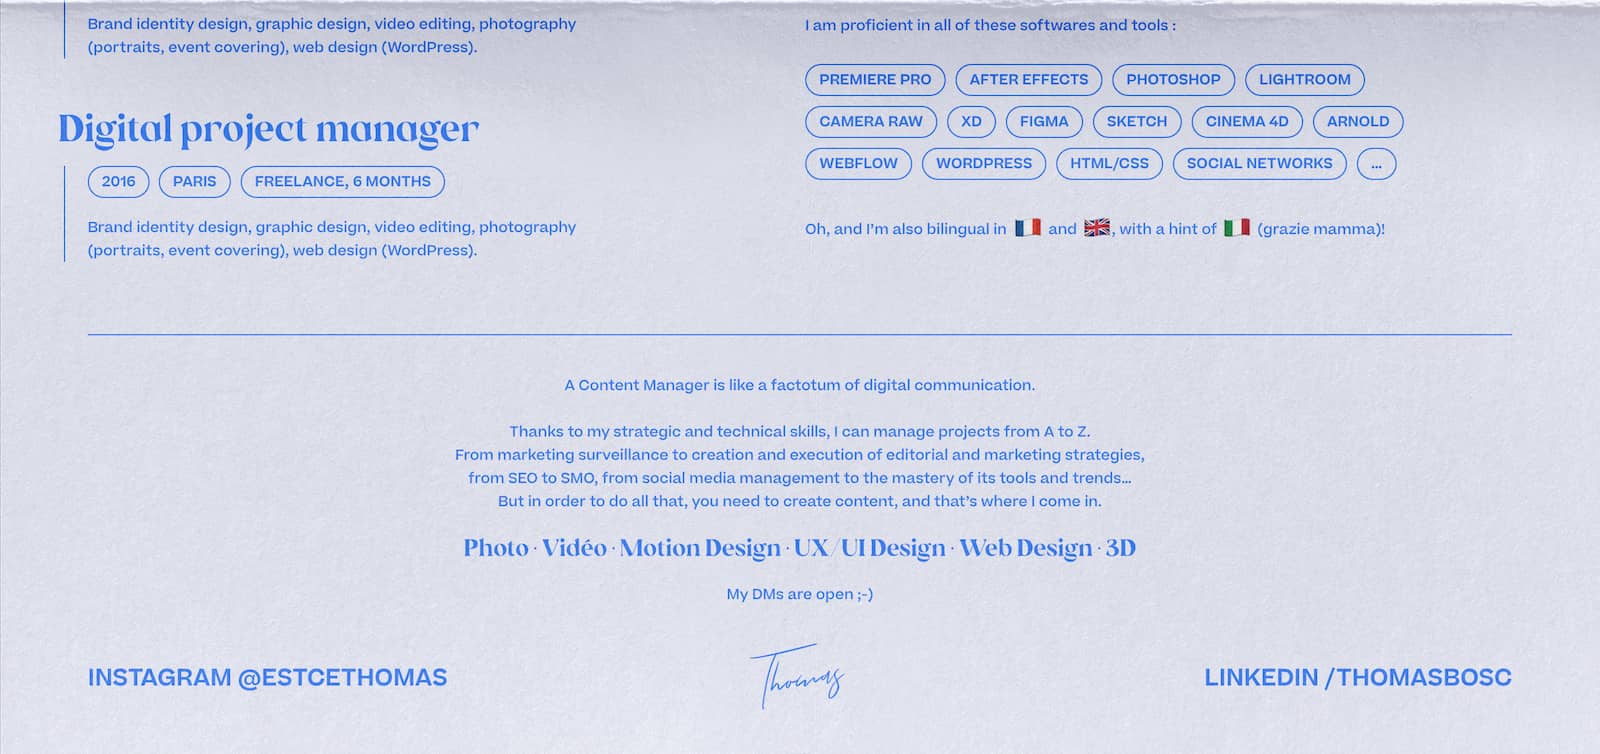 Brand identity design, graphic design, video editing, photography
(portraits, event covering), web design (WordPress).
Digital project manager
2016 PARIS FREELANCE, 6 MONTHS
Brand identity design, graphic design, video editing, photography
(portraits, event covering), web design (WordPress).
I am proficient in all of these softwares and tools :
PREMIERE PRO AFTER EFFECTS PHOTOSHOP LIGHTROOM
CAMERA RAW XD FIGMA SKETCH CINEMA 4D ARNOLD
WEBFLOW WORDPRESS HTML/CSS SOCIAL NETWORKS ...
Oh, and I'm also bilingual in 🇫🇷 and 🇬🇧, with a hint of 🇮🇹 (grazie mamma)!
A Content Manager is like a factotum of digital communication.
Thanks to my strategic and technical skills, I can manage projects from A to Z.
From marketing surveillance to creation and execution of editorial and marketing strategies,
from SEO to SMO, from social media management to the mastery of its tools and trends...
But in order to do all that, you need to create content, and that's where I come in.
Photo · Vidéo · Motion Design · UX/UI Design · Web Design · 3D
My DMs are open ;-)
INSTAGRAM @ESTCETHOMAS
Thomas
LINKEDIN /THOMASBOSC